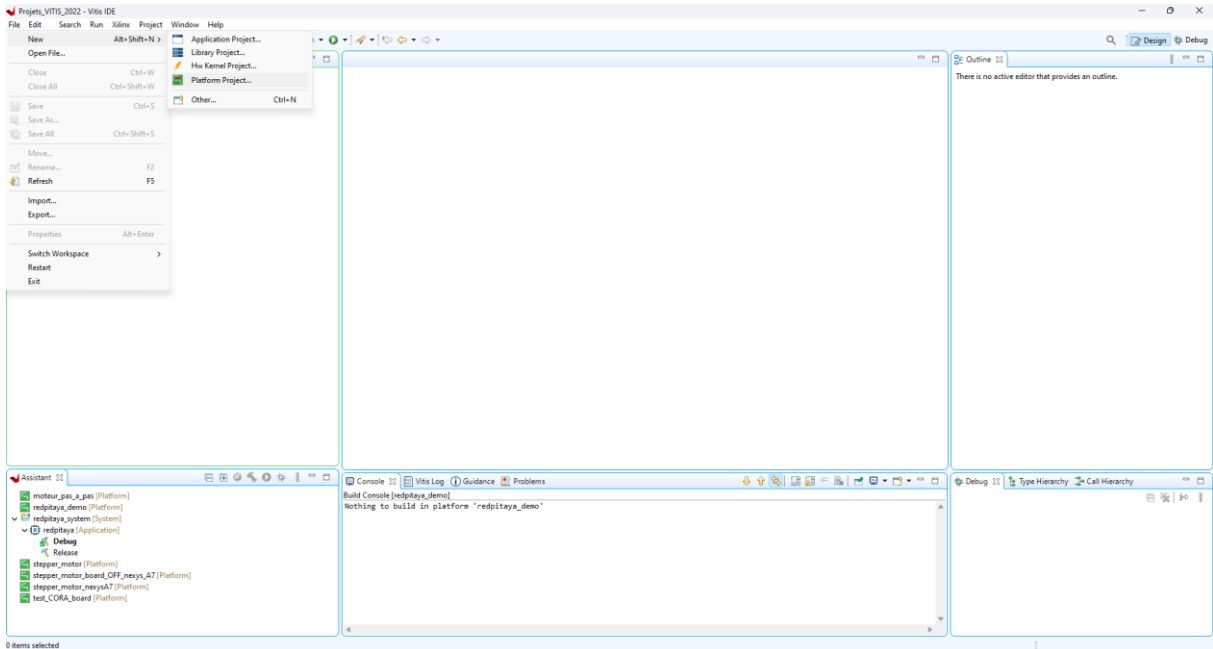 Projets_VITIS_2022 - Vitis IDE
File Edit Search Run Xilinx Project Window Help
New Alt+Shift+N >
Open File...
Close Ctrl+W
Close All Ctrl+Shift+W
Save Ctrl+S
Save As...
Save All Ctrl+Shift+S
Move...
Rename... F2
Refresh F5
Import...
Export...
Properties Alt+Enter
Switch Workspace >
Restart
Exit
Application Project...
Library Project...
Hw Kernel Project...
Platform Project...
Other... Ctrl+N
Design Debug
Outline
There is no active editor that provides an outline.
Assistant
moteur_pas_a_pas [Platform]
redpitaya_demo [Platform]
redpitaya_system [System]
redpitaya [Application]
Debug
Release
stepper_motor [Platform]
stepper_motor_board_OFF_nexys_A7 [Platform]
stepper_motor_nexysA7 [Platform]
test_CORA_board [Platform]
Console Vitis Log Guidance Problems
Build Console [redpitaya_demo]
Nothing to build in platform 'redpitaya_demo'
Debug Type Hierarchy Call Hierarchy
0 items selected